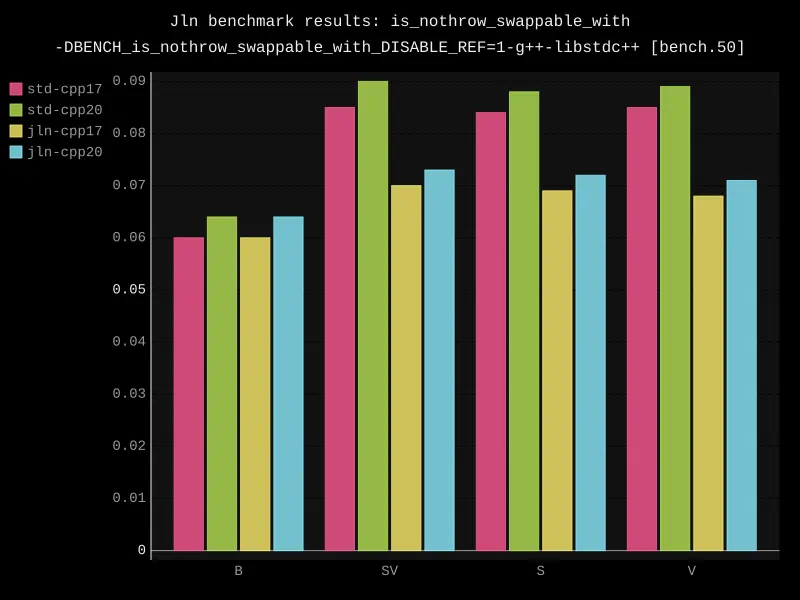 Jln benchmark results: is_nothrow_swappable_with
-DBENCH_is_nothrow_swappable_with_DISABLE_REF=1-g++-libstdc++ [bench.50]
std-cpp17
std-cpp20
jln-cpp17
jln-cpp20
0.09
0.08
0.07
0.06
0.05
0.04
0.03
0.02
0.01
0
B SV S V